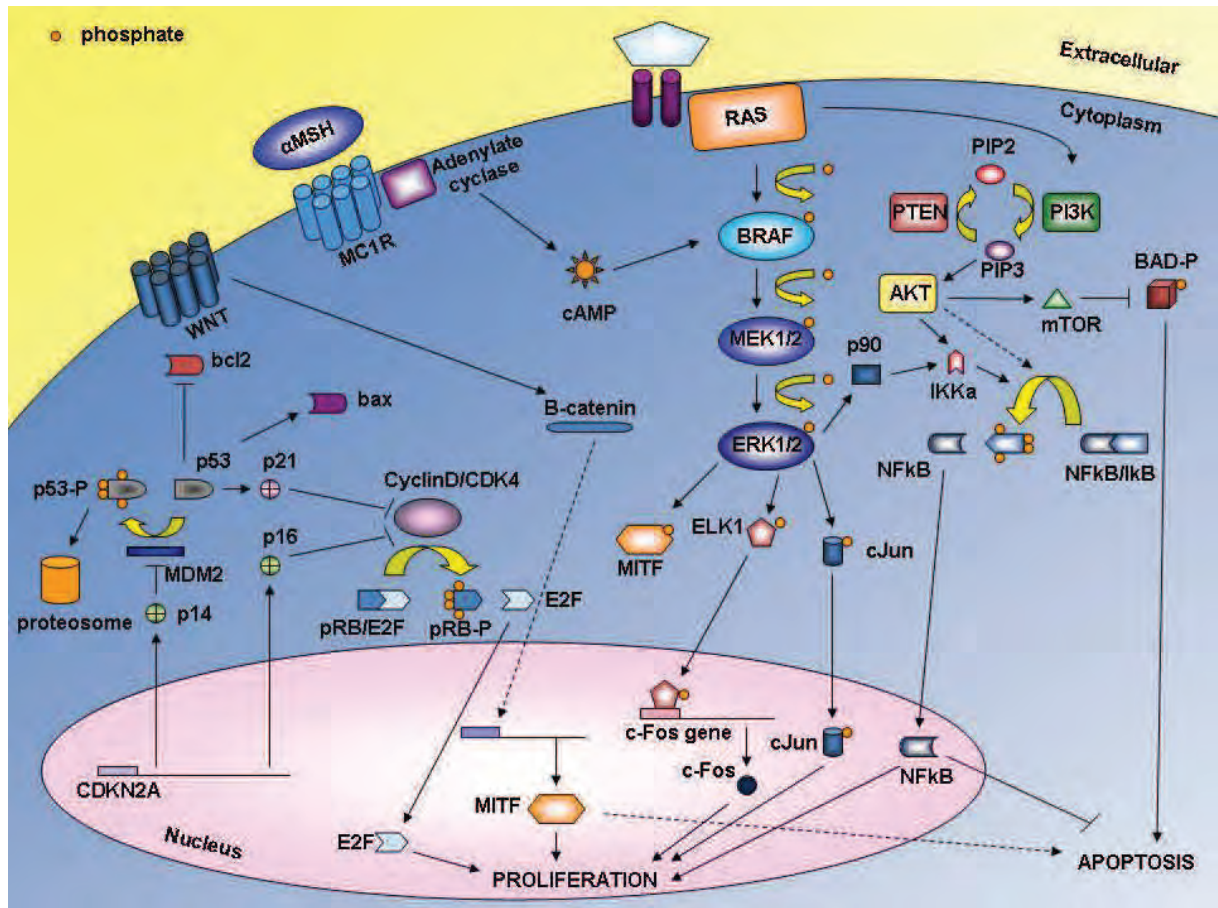 phosphate
Extracellular
Cytoplasm
RAS
αMSH
Adenylate
cyclase
MC1R
PIP2
PTEN
PI3K
PIP3
BRAF
BAD-P
cAMP
AKT
mTOR
WNT
MEK1/2
p90
IKKa
bcl2
bax
B-catenin
ERK1/2
NFkB
NFkB/IkB
p53
p21
p53-P
CyclinD/CDK4
p16
ELK1
cJun
MITF
MDM2
p14
proteosome
pRB/E2F
pRB-P
E2F
c-Fos gene
cJun
c-Fos
NFkB
CDKN2A
MITF
Nucleus
E2F
PROLIFERATION
APOPTOSIS